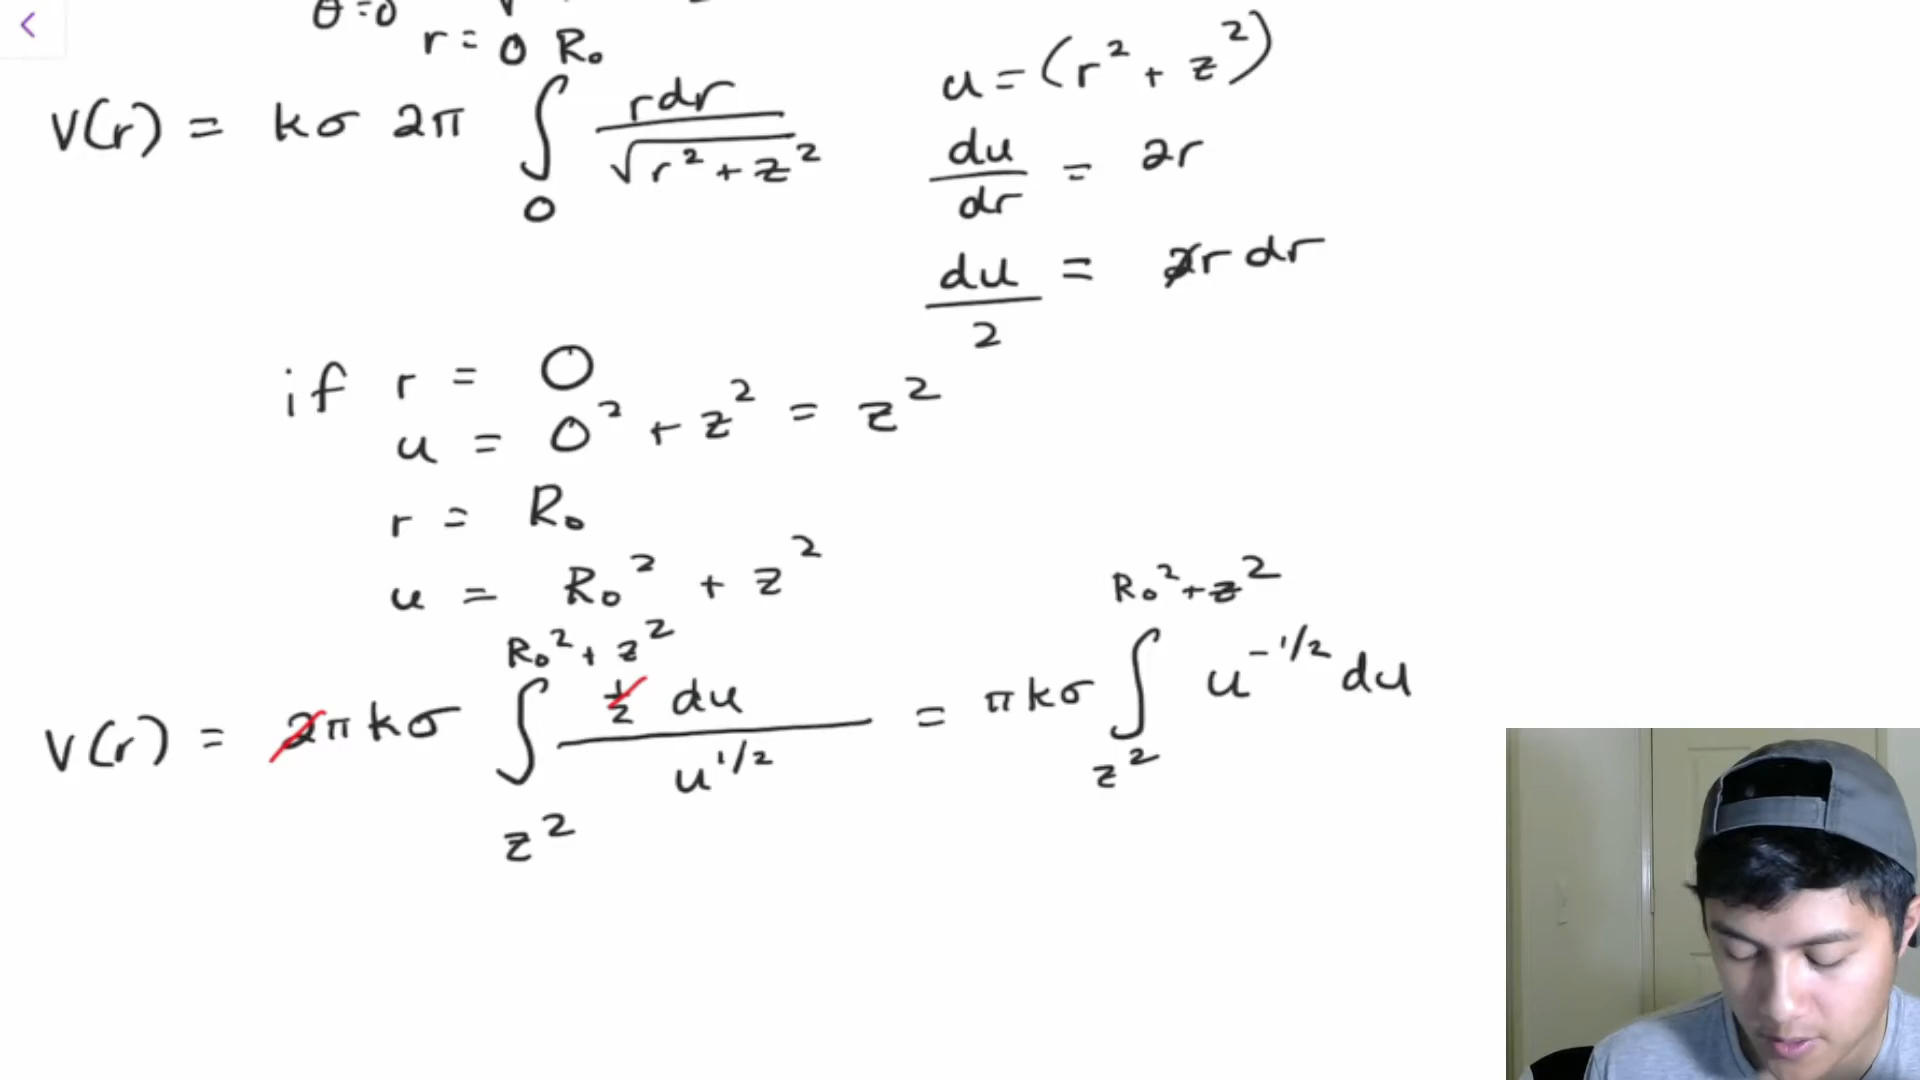 θ=0
r = 0 R₀
V(r) = kσ 2π ∫₀ rdr / √r² + z²
u = (r² + z²)
du/dr = 2r
du/2 = 2r dr
if r = 0
u = 0² + z² = z²
r = R₀
u = R₀² + z²
V(r) = 2πkσ ∫ z² R₀² + z² 1/2 du / u^1/2 = πkσ ∫ z² R₀² + z² u^-1/2 du